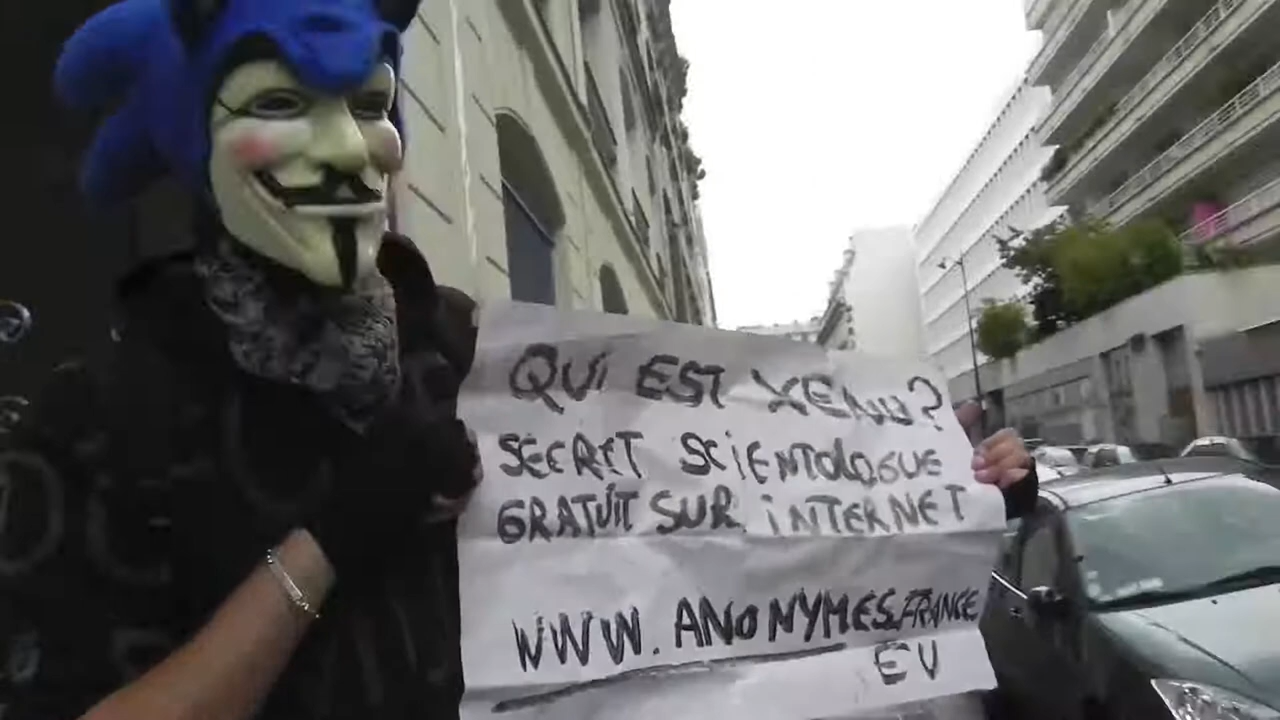 QUI EST XENU?
SECRET SCIENTOLOGUE
GRATUIT SUR INTERNET
WWW.ANONYMES.FRANCE
EU